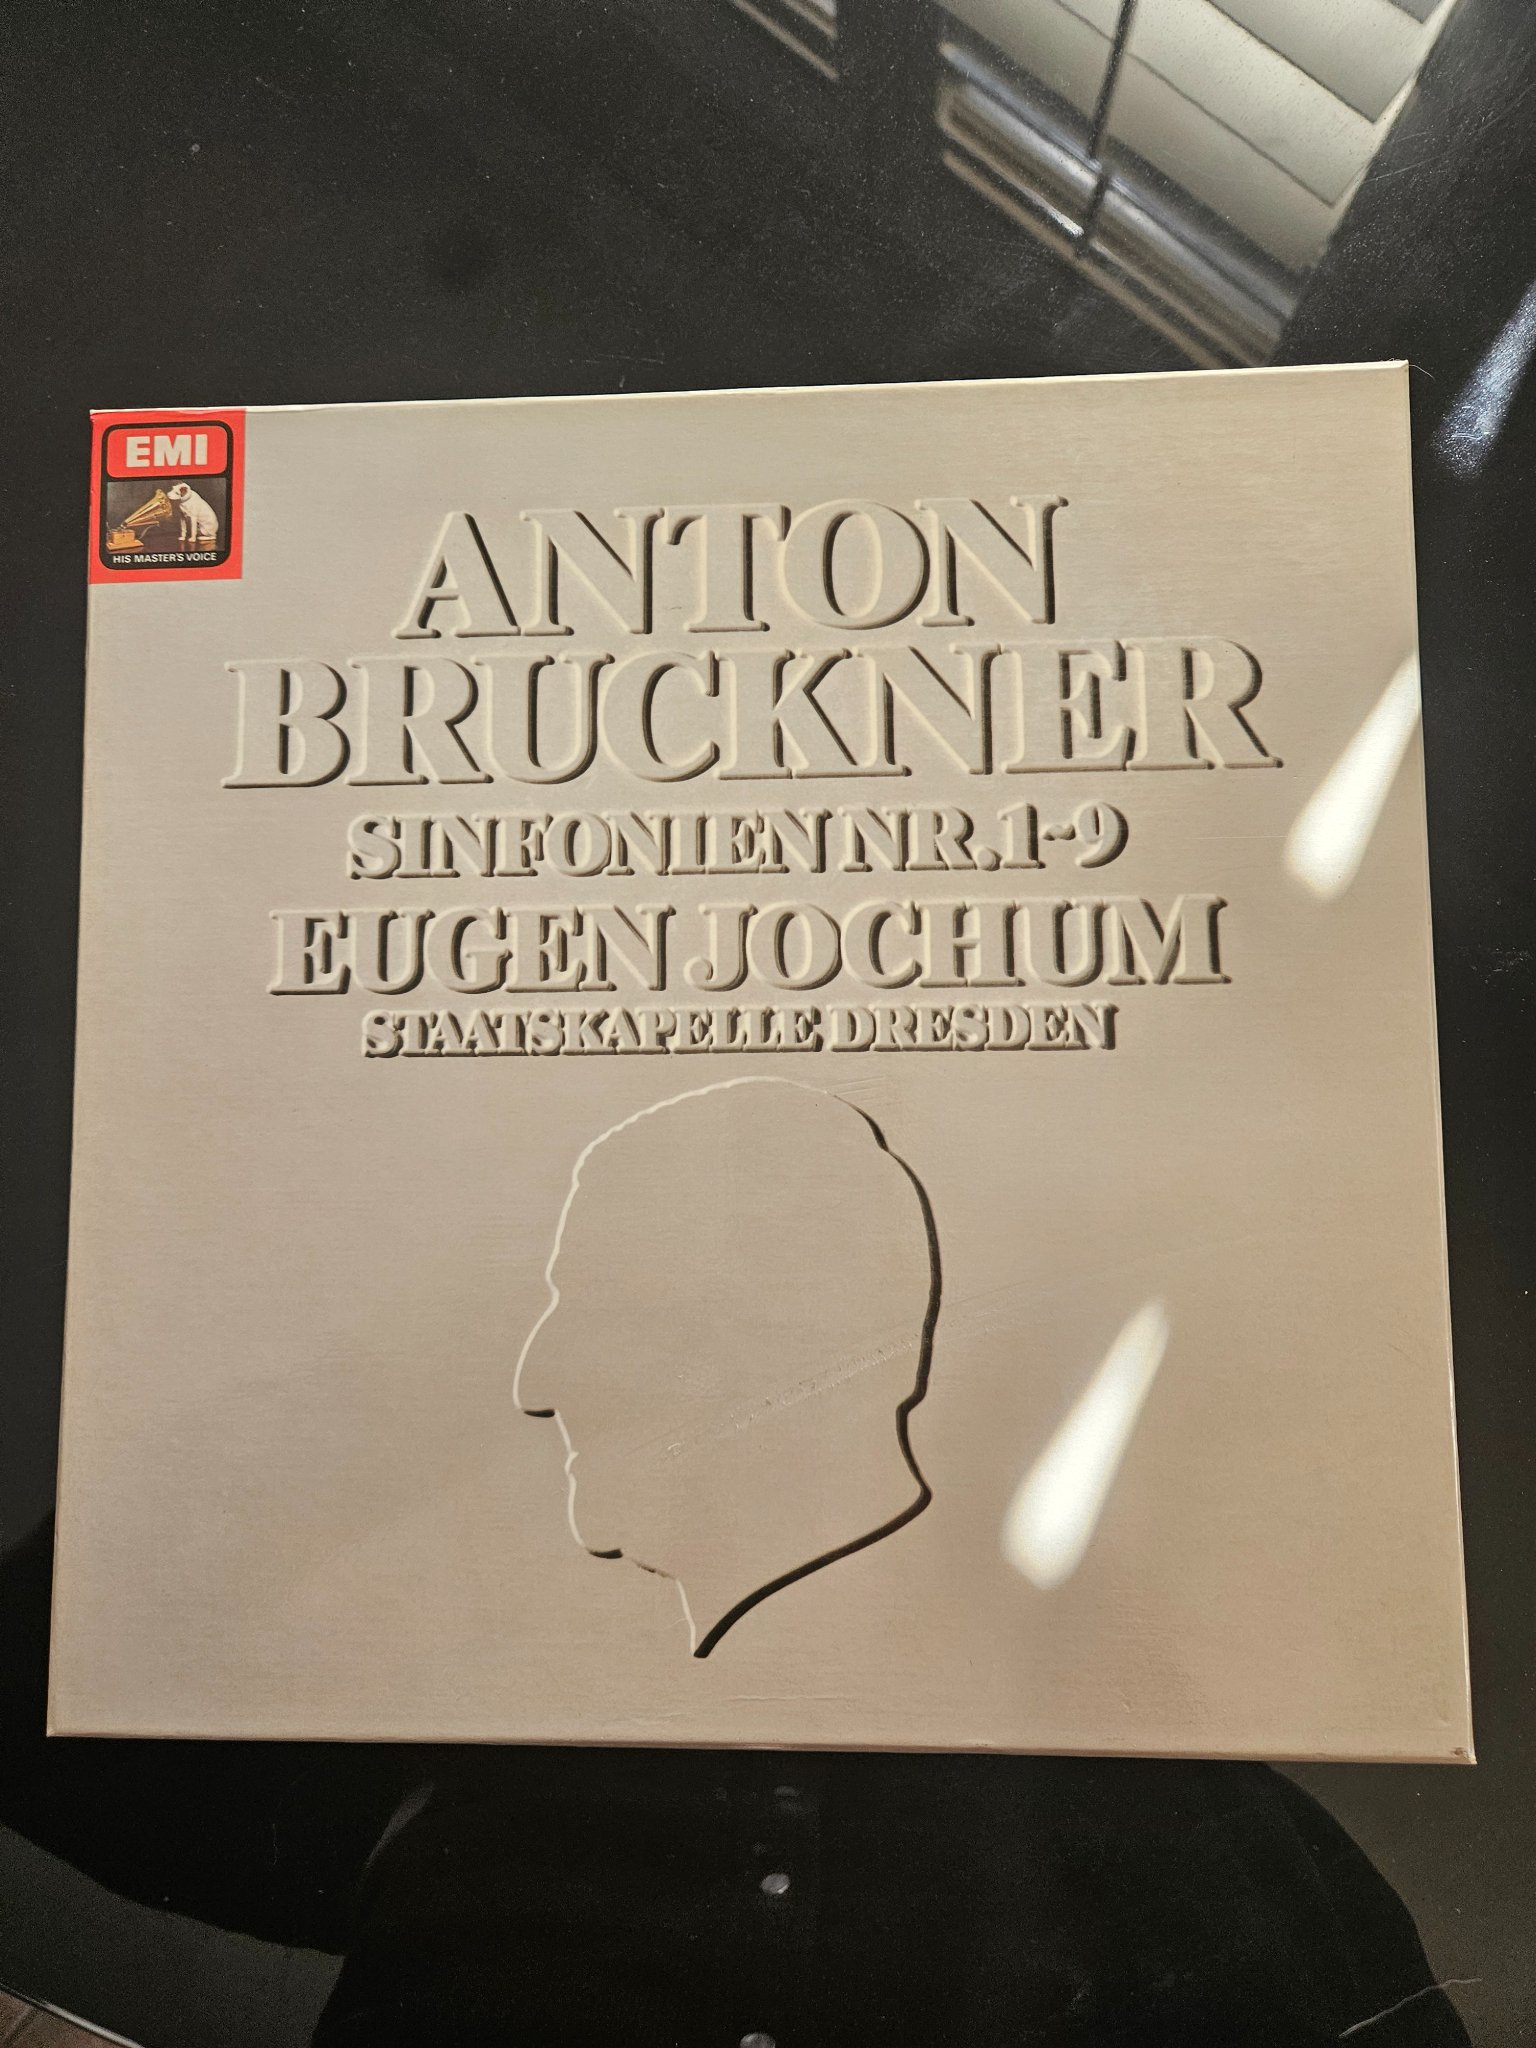 EMI
HIS MASTER'S VOICE
ANTON
BRUCKNER
SINFONIEN NR.1~9
EUGEN JOCHUM
STAATSKAPELLE DRESDEN